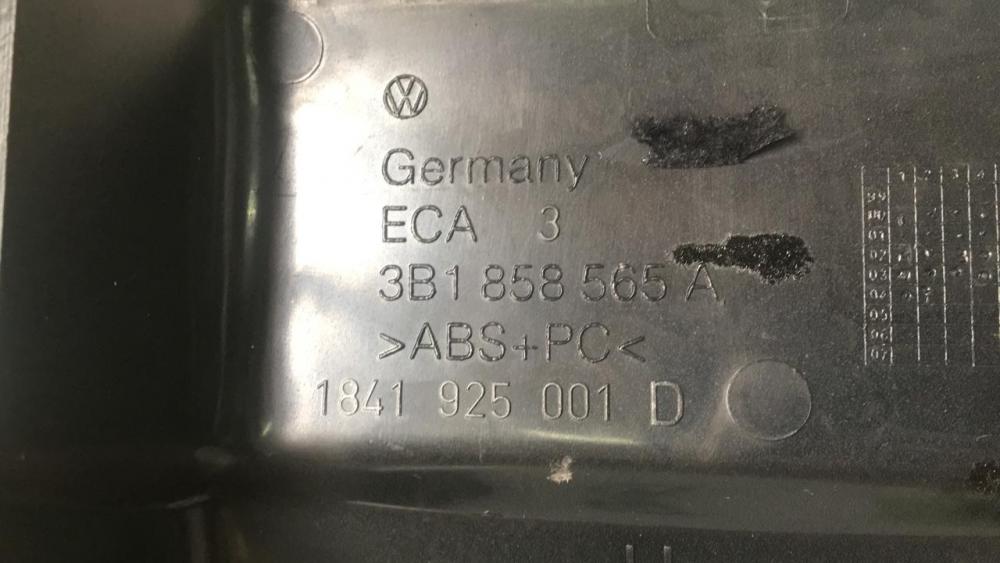 Germany
ECA 3
3B1 858 565 A
>ABS+PC<
1841 925 001 D